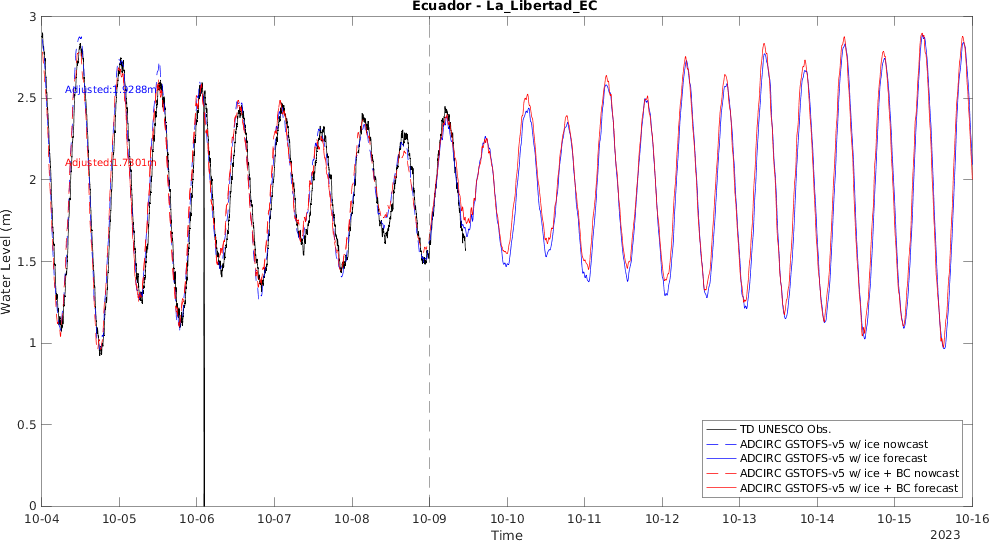 Ecuador - La_Libertad_EC
3
2.5
2
1.5
1
0.5
0
Water Level (m)
Adjusted:1.9288m
Adjusted:1.7301m
TD UNESCO Obs.
ADCIRC GSTOFS-v5 w/ ice nowcast
ADCIRC GSTOFS-v5 w/ ice forecast
ADCIRC GSTOFS-v5 w/ ice + BC nowcast
ADCIRC GSTOFS-v5 w/ ice + BC forecast
10-04 10-05 10-06 10-07 10-08 10-09 10-10 10-11 10-12 10-13 10-14 10-15 10-16
Time
2023